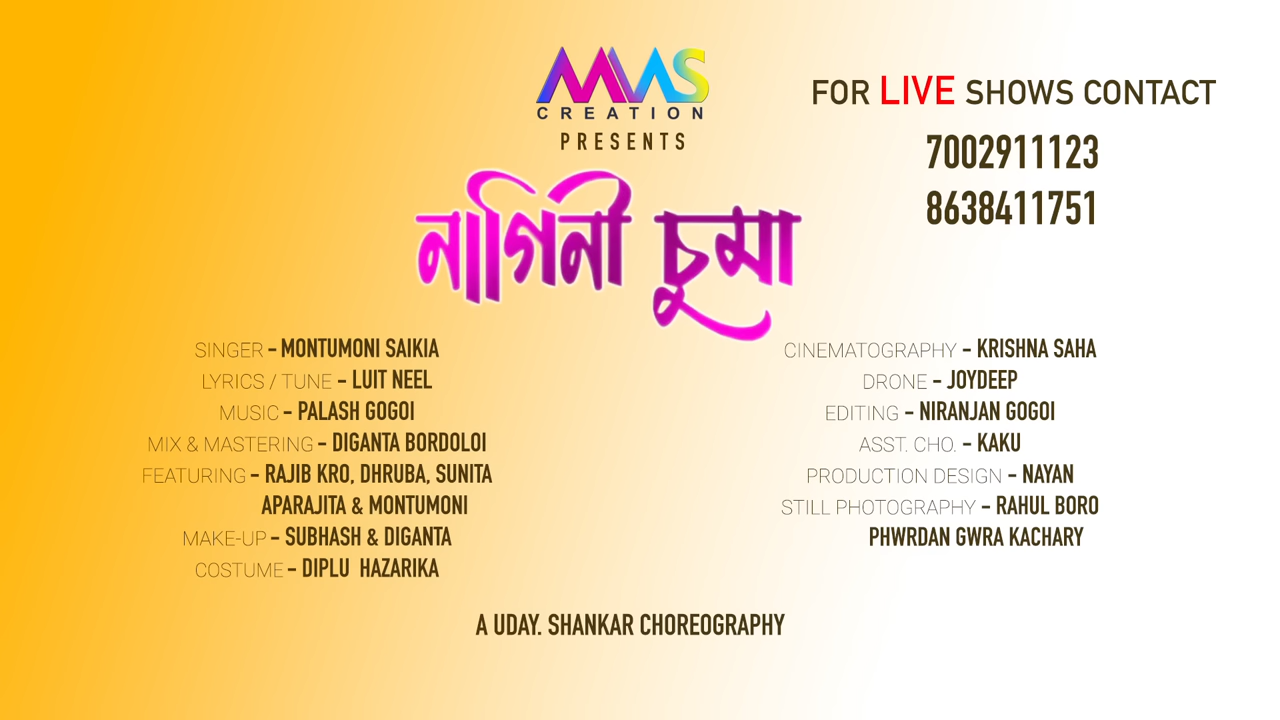 MMS
CREATION
PRESENTS
FOR LIVE SHOWS CONTACT
7002911123
8638411751
নাগিনী চুমা
SINGER - MONTUMONI SAIKIA
LYRICS / TUNE - LUIT NEEL
MUSIC - PALASH GOGOI
MIX & MASTERING - DIGANTA BORDOLOI
FEATURING - RAJIB KRO, DHRUBA, SUNITA
APARAJITA & MONTUMONI
MAKE-UP - SUBHASH & DIGANTA
COSTUME - DIPLU HAZARIKA
CINEMATOGRAPHY - KRISHNA SAHA
DRONE - JOYDEEP
EDITING - NIRANJAN GOGOI
ASST. CHO. - KAKU
PRODUCTION DESIGN - NAYAN
STILL PHOTOGRAPHY - RAHUL BORO
PHWRDAN GWRA KACHARY
A UDAY. SHANKAR CHOREOGRAPHY